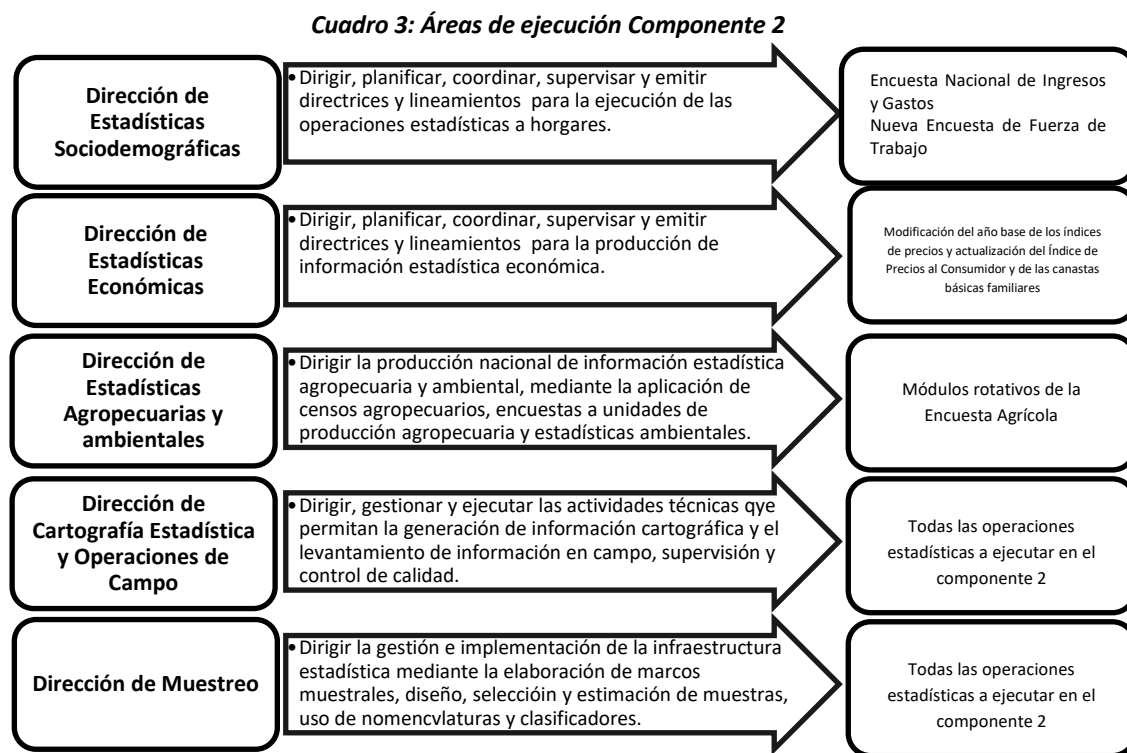 Cuadro 3: Áreas de ejecución Componente 2
Dirección de
Estadísticas
Sociodemográficas
•Dirigir, planificar, coordinar, supervisar y emitir
directrices y lineamientos para la ejecución de las
operaciones estadísticas a horgares.
Encuesta Nacional de Ingresos
y Gastos
Nueva Encuesta de Fuerza de
Trabajo
Dirección de
Estadísticas
Económicas
•Dirigir, planificar, coordinar, supervisar y emitir
directrices y lineamientos para la producción de
información estadística económica.
Modificación del año base de los índices
de precios y actualización del Índice de
Precios al Consumidor y de las canastas
básicas familiares
Dirección de
Estadísticas
Agropecuarias y
ambientales
•Dirigir la producción nacional de información estadística
agropecuaria y ambiental, mediante la aplicación de
censos agropecuarios, encuestas a unidades de
producción agropecuaria y estadísticas ambientales.
Módulos rotativos de la
Encuesta Agrícola
Dirección de
Cartografía Estadística
y Operaciones de
Campo
•Dirigir, gestionar y ejecutar las actividades técnicas qye
permitan la generación de información cartográfica y el
levantamiento de información en campo, supervisión y
control de calidad.
Todas las operaciones
estadísticas a ejecutar en el
componente 2
Dirección de Muestreo
•Dirigir la gestión e implementación de la infraestructura
estadística mediante la elaboración de marcos
muestrales, diseño, seleccióin y estimación de muestras,
uso de nomencvlaturas y clasificadores.
Todas las operaciones
estadísticas a ejecutar en el
componente 2